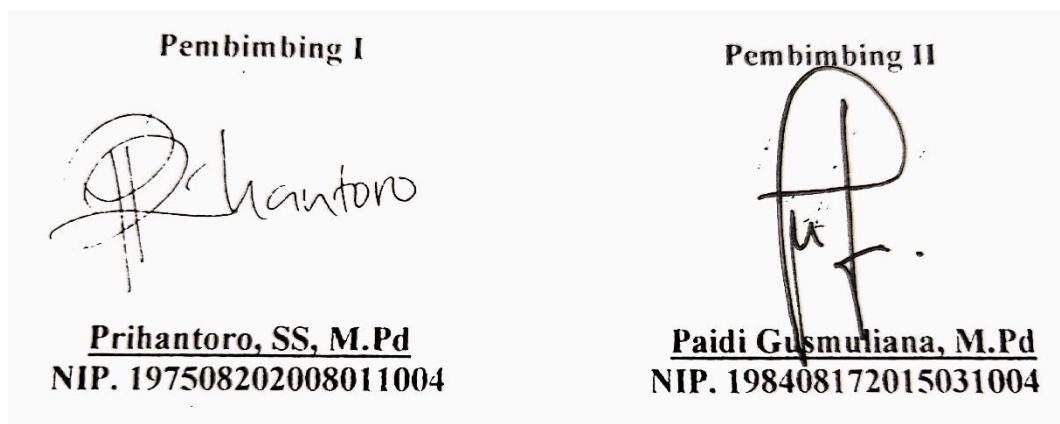 Pembimbing I
Prihantoro
Prihantoro, SS, M.Pd
NIP. 197508202008011004
Pembimbing II
Paidi Gusmuliana, M.Pd
NIP. 198408172015031004